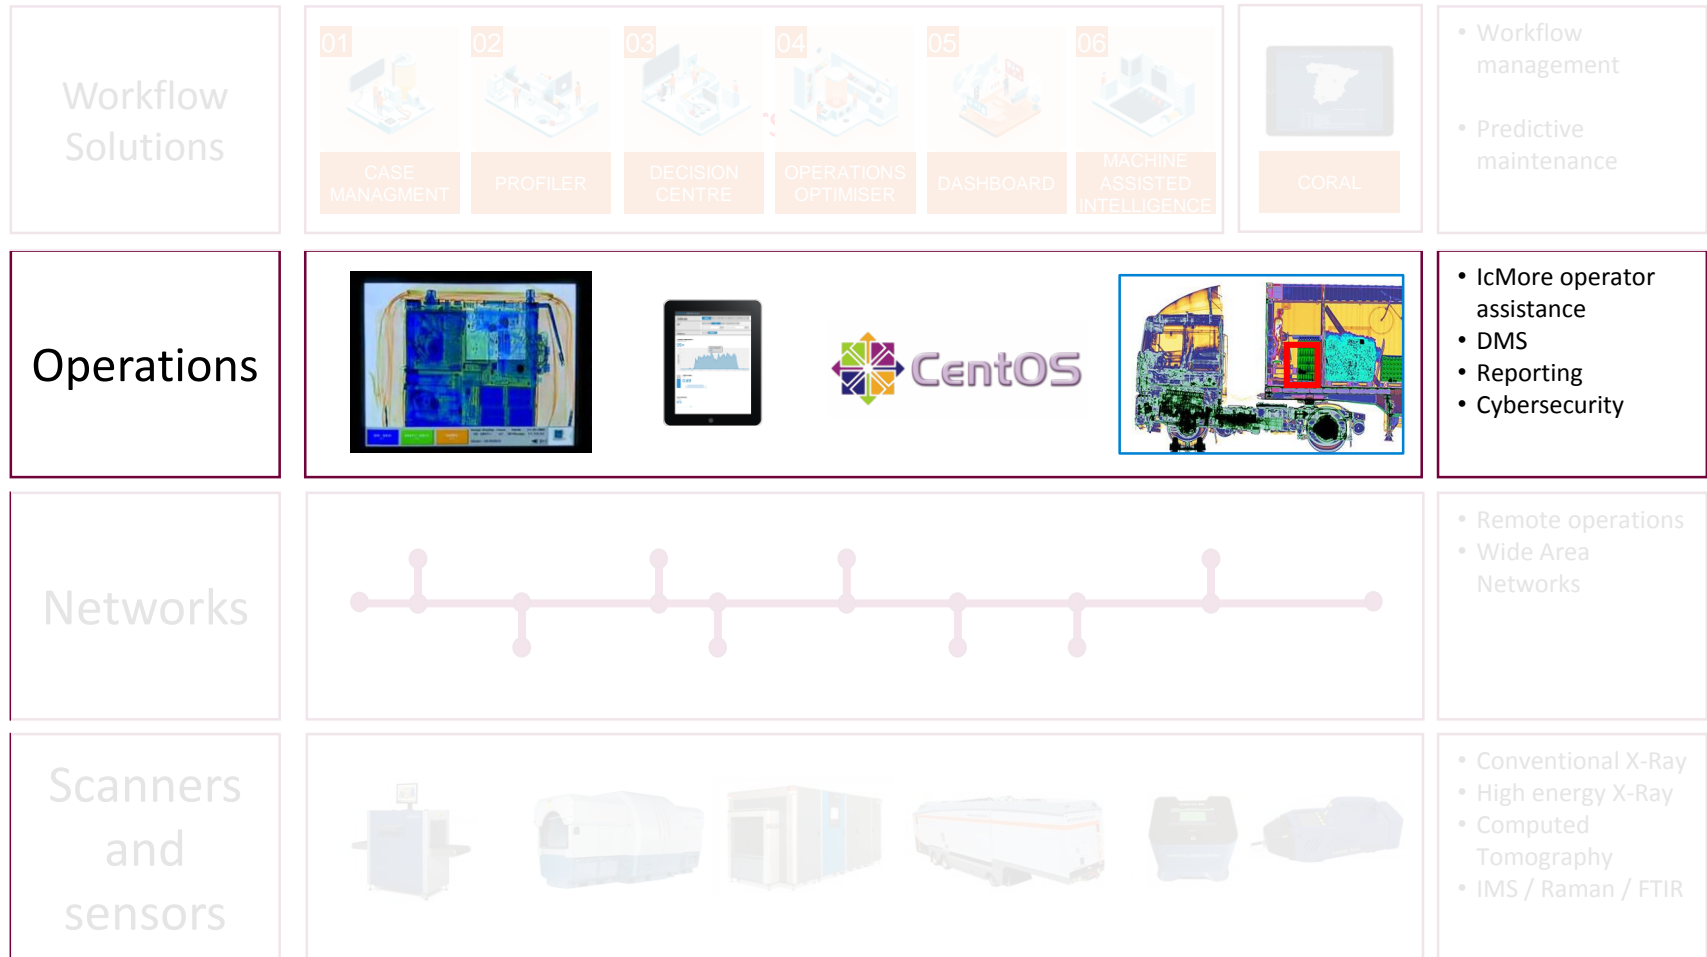 Workflow
Solutions
01
02
03
04
05
06
CASE
MANAGMENT
PROFILER
DECISION
CENTRE
OPERATIONS
OPTIMISER
DASHBOARD
MACHINE
ASSISTED
INTELLIGENCE
CORAL
• Workflow
management
• Predictive
maintenance
Operations
CentOS
• IcMore operator
assistance
• DMS
• Reporting
• Cybersecurity
Networks
• Remote operations
• Wide Area
Networks
Scanners
and
sensors
• Conventional X-Ray
• High energy X-Ray
• Computed
Tomography
• IMS / Raman / FTIR